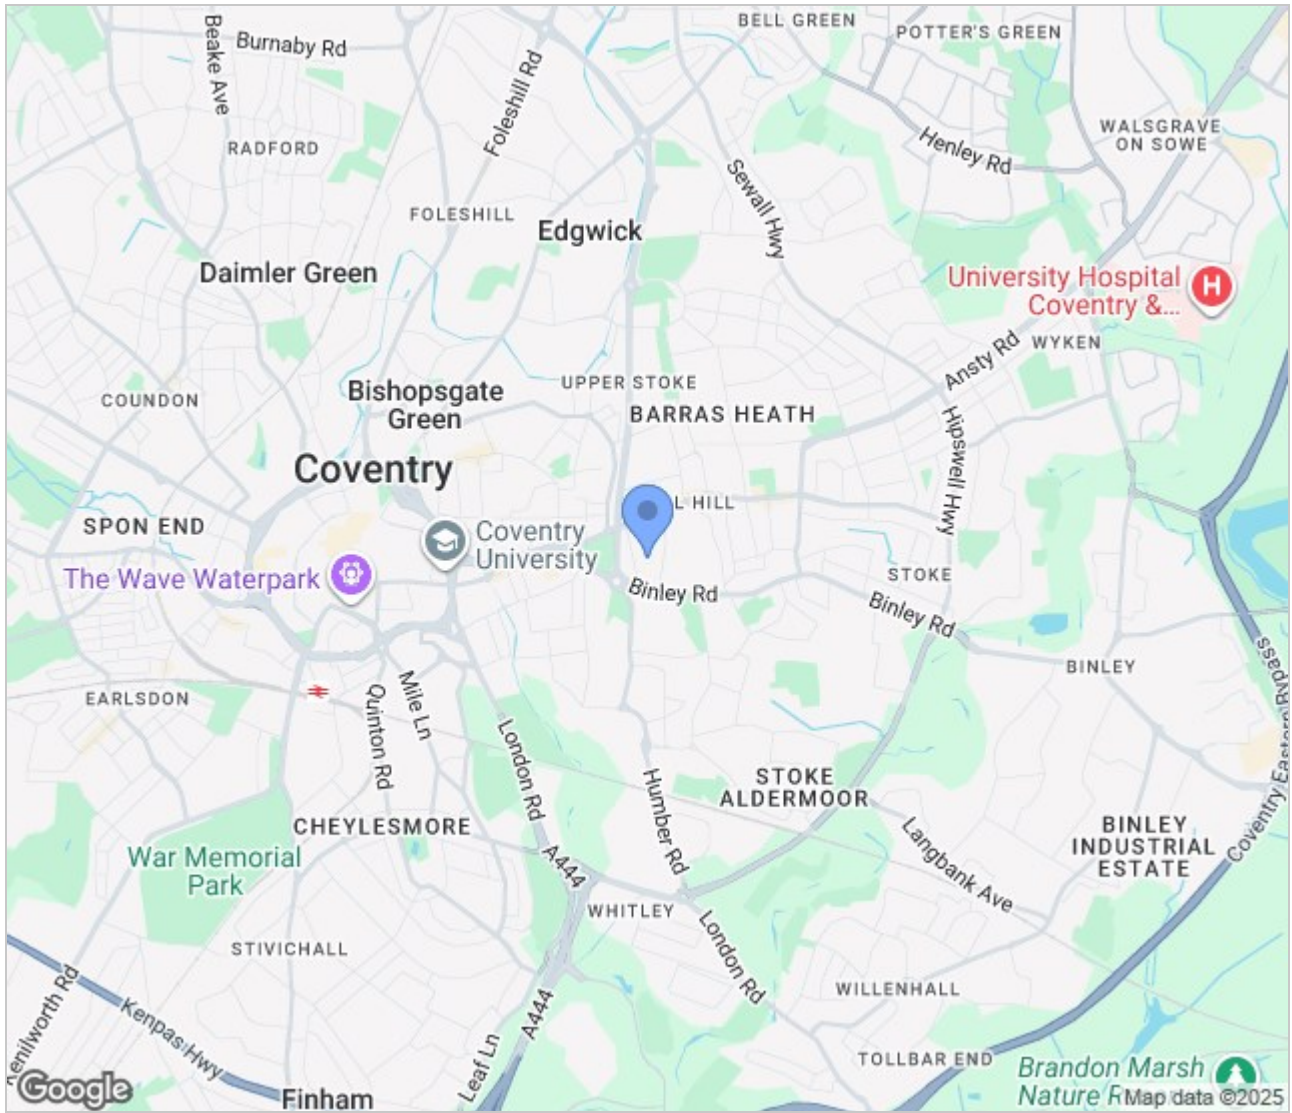 BELL GREEN
POTTER'S GREEN
Burnaby Rd
Beake Ave
Foleshill Rd
WALSGRAVE
ON SOWE
Henley Rd
RADFORD
Sewall Hwy
FOLESHILL
Edgwick
Daimler Green
University Hospital
Coventry &...
H
WYKEN
Ansty Rd
UPPER STOKE
Bishopsgate
Green
COUNDON
BARRAS HEATH
Hipswell Hwy
Coventry
L HILL
SPON END
Coventry
University
The Wave Waterpark
STOKE
Binley Rd
Binley Rd
BINLEY
Coventry Eastern Bypass
EARLSDON
Mile Ln
Quinton Rd
London Rd
Humber Rd
STOKE
ALDERMOOR
CHEYLESMORE
Langbank Ave
BINLEY
INDUSTRIAL
ESTATE
War Memorial
Park
A444
WHITLEY
London Rd
STIVICHALL
WILLENHALL
Kenilworth Rd
Kenpas Hwy
A444
Leaf Ln
TOLLBAR END
Brandon Marsh
Nature R
Finham
Google
Map data ©2025